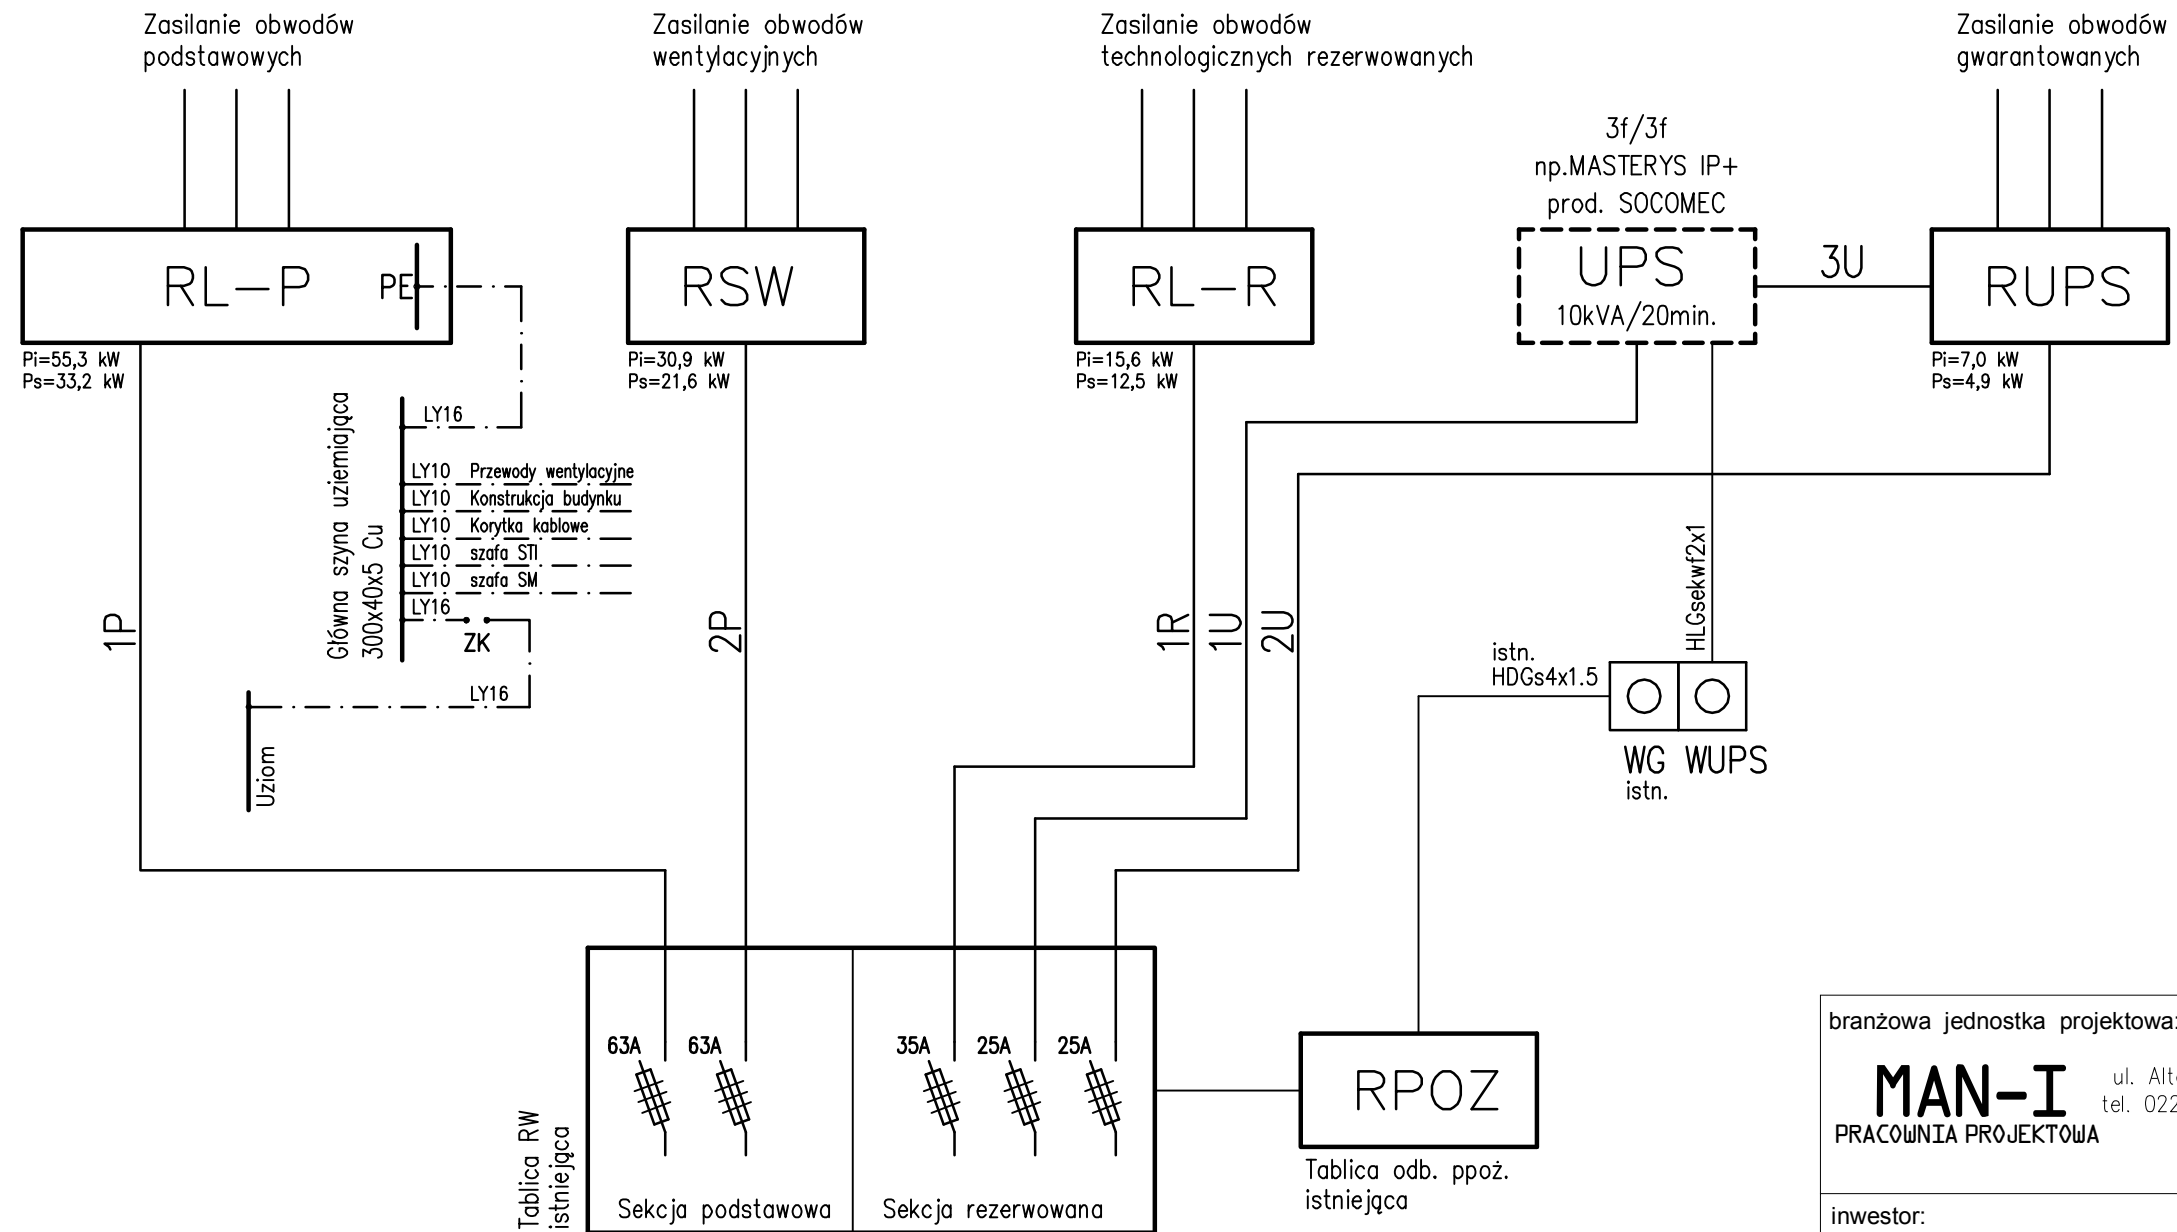 Zasilanie obwodów
podstawowych
Zasilanie obwodów
wentylacyjnych
Zasilanie obwodów
technologicznych rezerwowanych
Zasilanie obwodów
gwarantowanych
3f/3f
np.MASTERYS IP+
prod. SOCOMEC
RL-P
PE
RSW
RL-R
UPS
10kVA/20min.
3U
RUPS
Pi=55,3 kW
Ps=33,2 kW
Pi=30,9 kW
Ps=21,6 kW
Pi=15,6 kW
Ps=12,5 kW
Pi=7,0 kW
Ps=4,9 kW
Główna szyna uziemiająca
300x40x5 Cu
LY16
LY10 Przewody wentylacyjne
LY10 Konstrukcja budynku
LY10 Korytka kablowe
LY10 szafa STI
LY10 szafa SM
LY16
ZK
LY16
Uziom
1P
2P
1R
1U
2U
HLGsekwf2x1
istn.
HDGs4x1.5
WG WUPS
istn.
63A 63A 35A 25A 25A
Tablica RW
istniejąca
Sekcja podstawowa
Sekcja rezerwowana
RPOZ
Tablica odb. ppoż.
istniejąca
branżowa jednostka projektowa:
MAN-I
PRACOWNIA PROJEKTOWA
ul.
tel. 022
inwestor: